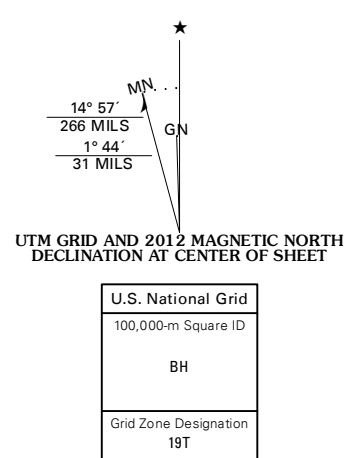 ★
MN
14° 57´
266 MILS
GN
1° 44´
31 MILS
UTM GRID AND 2012 MAGNETIC NORTH
DECLINATION AT CENTER OF SHEET
U.S. National Grid
100,000-m Square ID
BH
Grid Zone Designation
19T